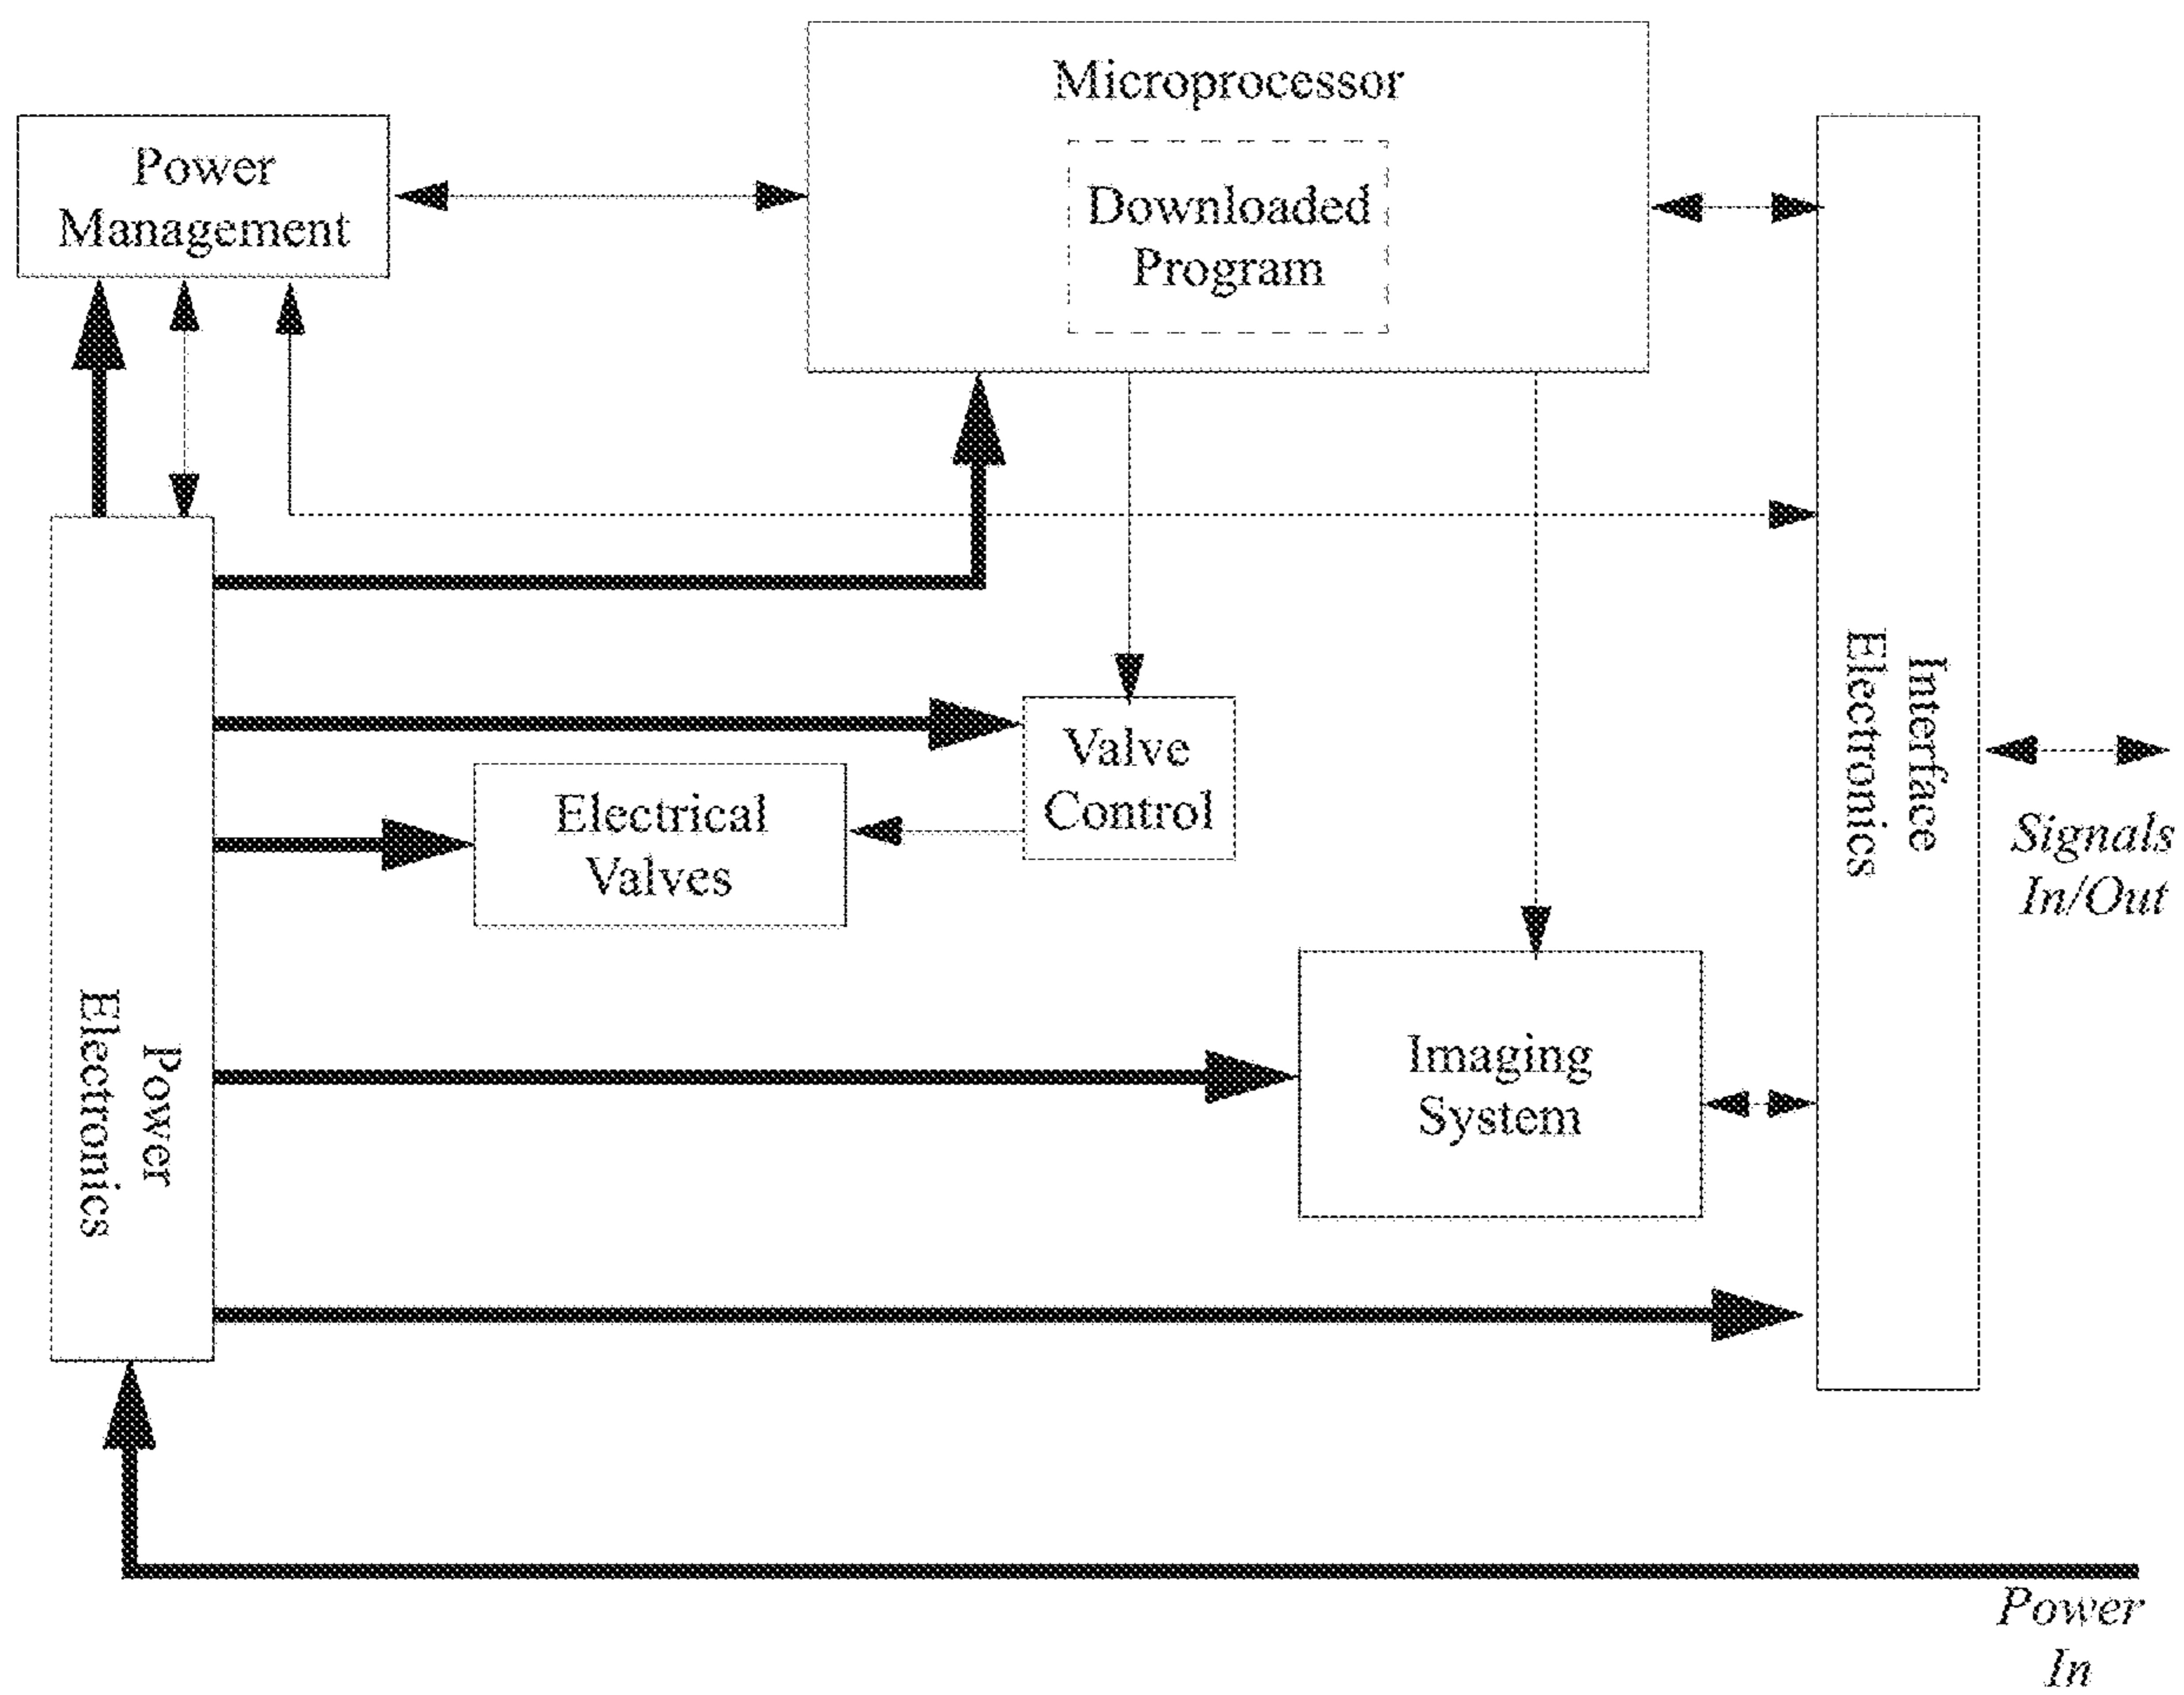 Microprocessor
Power
Management
Downloaded
Program
Interface
Electronics
Valve
Control
Electrical
Valves
Signals
In/Out
Power
Electronics
Imaging
System
Power
In